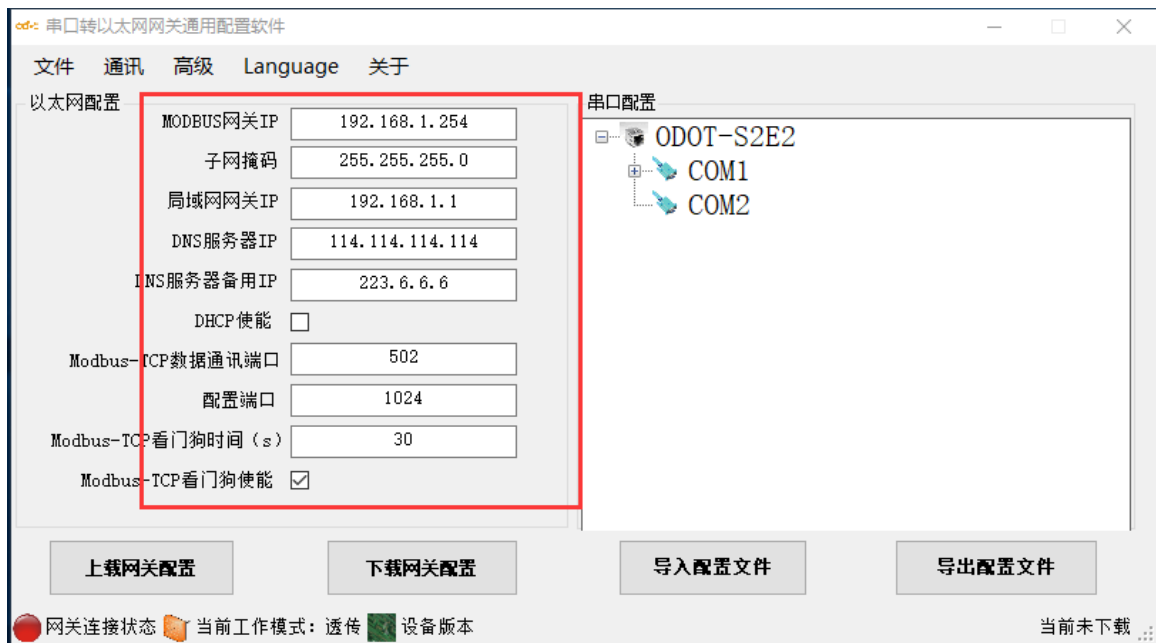 串口转以太网网关通用配置软件
文件 通讯 高级 Language 关于
以太网配置
MODBUS网关IP 192.168.1.254
子网掩码 255.255.255.0
局域网网关IP 192.168.1.1
DNS服务器IP 114.114.114.114
DNS服务器备用IP 223.6.6.6
DHCP使能
Modbus-TCP数据通讯端口 502
配置端口 1024
Modbus-TCP看门狗时间（s） 30
Modbus-TCP看门狗使能
串口配置
ODOT-S2E2
COM1
COM2
上载网关配置 下载网关配置 导入配置文件 导出配置文件
网关连接状态 当前工作模式：透传 设备版本 当前未下载